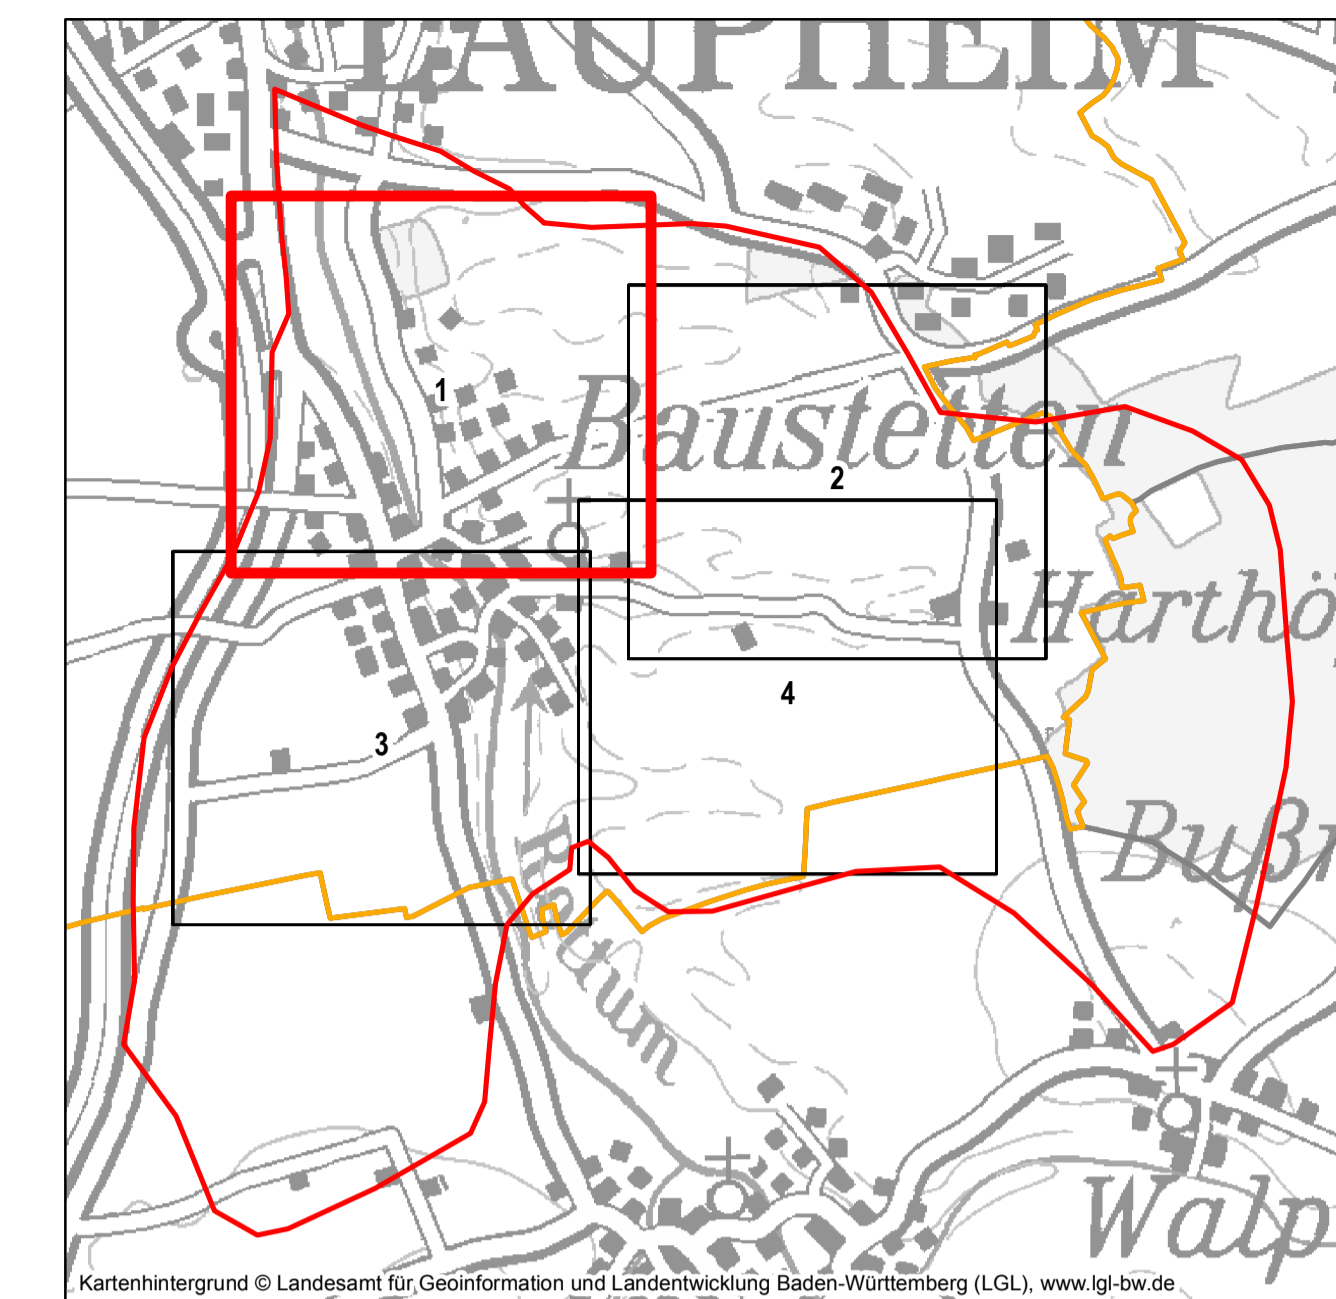 LAUPHEIM
1
Baustetten
2
Harthö
4
3
Bußr
Rottum
Walp
Kartenhintergrund © Landesamt für Geoinformation und Landentwicklung Baden-Württemberg (LGL), www.lgl-bw.de